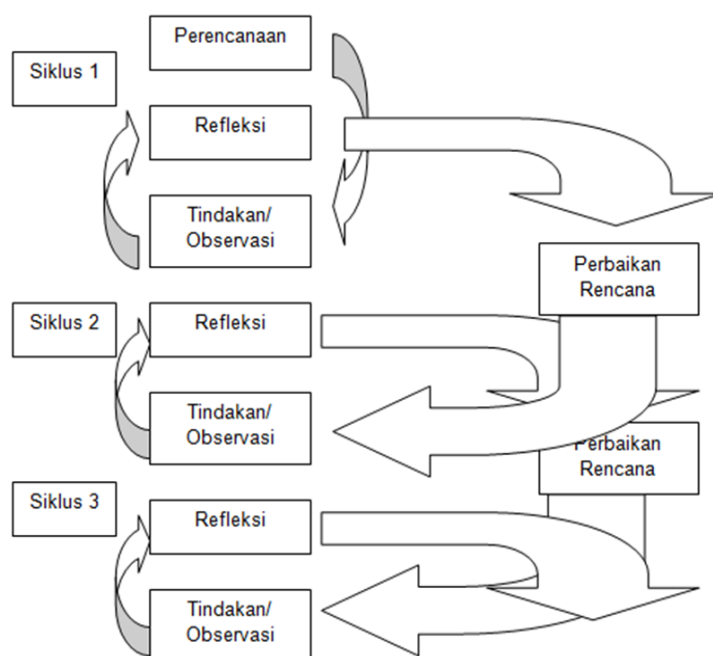 Perencanaan
Siklus 1
Refleksi
Tindakan/
Observasi
Perbaikan
Rencana
Siklus 2
Refleksi
Tindakan/
Observasi
Perbaikan
Rencana
Siklus 3
Refleksi
Tindakan/
Observasi